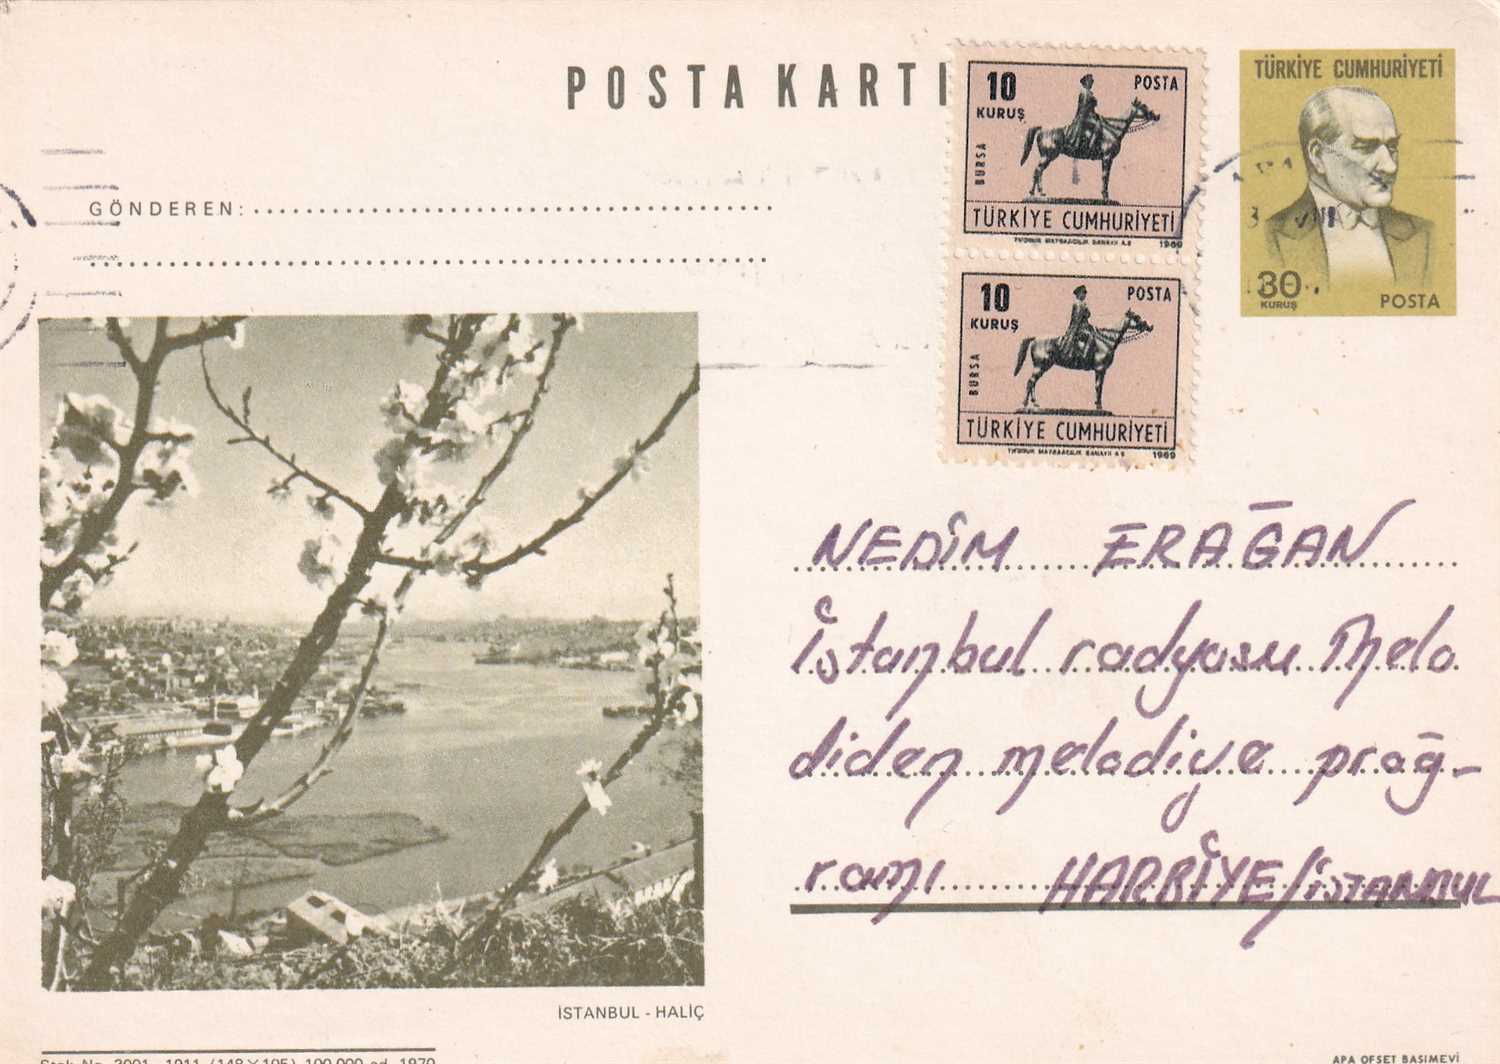 POSTA KARTI
10 KURUŞ
POSTA
BURSA
TÜRKİYE CUMHURİYETİ
1969
10 KURUŞ
POSTA
BURSA
TÜRKİYE CUMHURİYETİ
1969
TÜRKİYE CUMHURİYETİ
30 KURUŞ
POSTA
GÖNDEREN:
NEDİM ERAĞAN
İstanbul radyosu Melo
diden melodiye proğ-
ramı HARBİYE/İSTANBUL
İSTANBUL - HALİÇ
APA OFSET BASIMEVİ